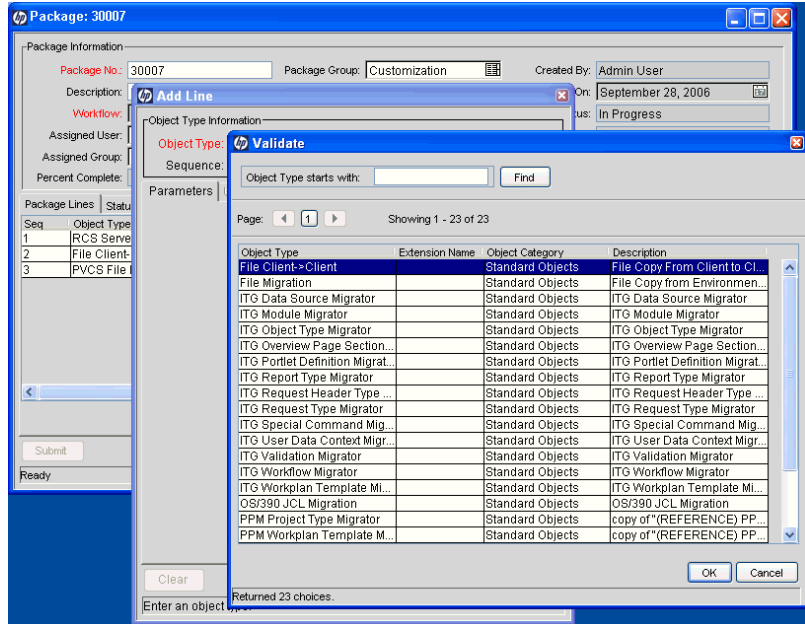 Package: 30007
Package Information
Package No.: 30007 Package Group: Customization Created By: Admin User
Description: On: September 28, 2006
Workflow: tus: In Progress
Assigned User:
Assigned Group:
Percent Complete:
Package Lines Statu
Seq Object Type
1 RCS Serve
2 File Client-
3 PVCS File
Submit
Ready
Add Line
Object Type Information
Object Type:
Sequence:
Parameters
Clear
Enter an object
Validate
Object Type starts with: Find
Page: 1 Showing 1 - 23 of 23
Object Type Extension Name Object Category Description
File Client->Client Standard Objects File Copy From Client to Cl...
File Migration Standard Objects File Copy from Environmen...
ITG Data Source Migrator Standard Objects ITG Data Source Migrator
ITG Module Migrator Standard Objects ITG Module Migrator
ITG Object Type Migrator Standard Objects ITG Object Type Migrator
ITG Overview Page Section... Standard Objects ITG Overview Page Section...
ITG Portlet Definition Migrat... Standard Objects ITG Portlet Definition Migrat...
ITG Report Type Migrator Standard Objects ITG Report Type Migrator
ITG Request Header Type ... Standard Objects ITG Request Header Type ...
ITG Request Type Migrator Standard Objects ITG Request Type Migrator
ITG Special Command Mig... Standard Objects ITG Special Command Mig...
ITG User Data Context Migr... Standard Objects ITG User Data Context Migr...
ITG Validation Migrator Standard Objects ITG Validation Migrator
ITG Workflow Migrator Standard Objects ITG Workflow Migrator
ITG Workplan Template Mi... Standard Objects ITG Workplan Template Mi...
OS/390 JCL Migration Standard Objects OS/390 JCL Migration
PPM Project Type Migrator Standard Objects copy of "(REFERENCE) PP...
PPM Workplan Template M... Standard Objects copy of "(REFERENCE) PP...
OK Cancel
Returned 23 choices.